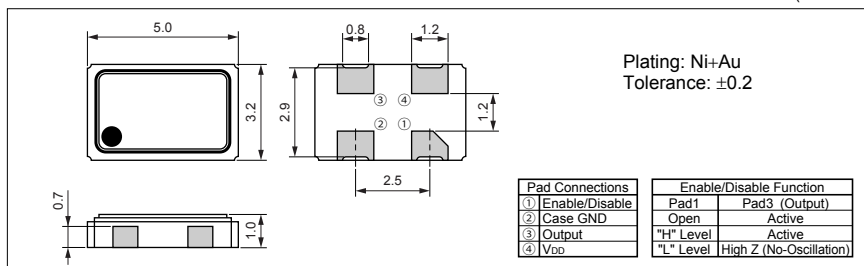 5.0
0.8
1.2
Plating: Ni+Au
Tolerance: ±0.2
3.2
2.9
③ ④
② ①
1.2
2.5
0.7
1.0
Pad Connections
① Enable/Disable
② Case GND
③ Output
④ VDD
Enable/Disable Function
Pad1 Pad3 (Output)
Open Active
"H" Level Active
"L" Level High Z (No-Oscillation)